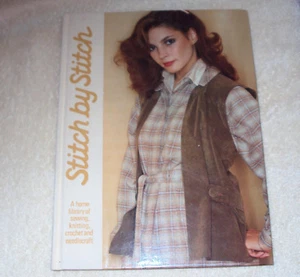 Stitch by Stitch
A home
library of
sewing,
knitting,
crochet and
needlecraft